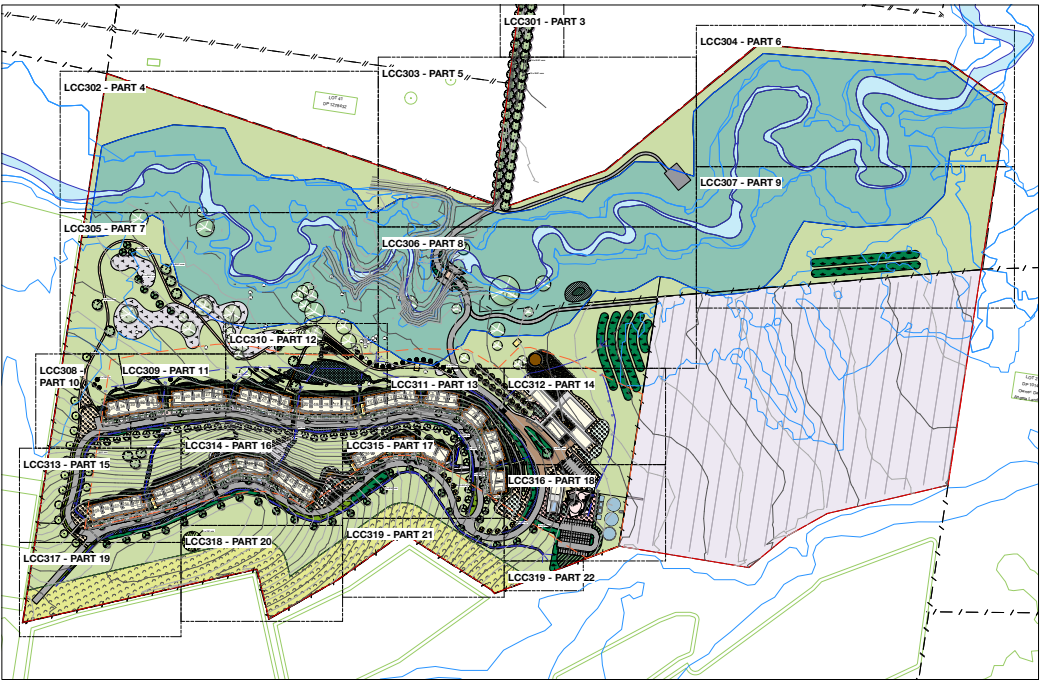 LCC301 - PART 3
LCC304 - PART 6
LCC303 - PART 5
LCC302 - PART 4
LOT 41
LCC307 - PART 9
LCC305 - PART 7
LCC306 - PART 8
LCC310 - PART 12
LCC308 -
PART 10
LCC309 - PART 11
LCC311 - PART 13
LCC312 - PART 14
LCC314 - PART 16
LCC315 - PART 17
LCC313 - PART 15
LCC316 - PART 18
LCC319 - PART 21
LCC318 - PART 20
LCC317 - PART 19
LCC319 - PART 22